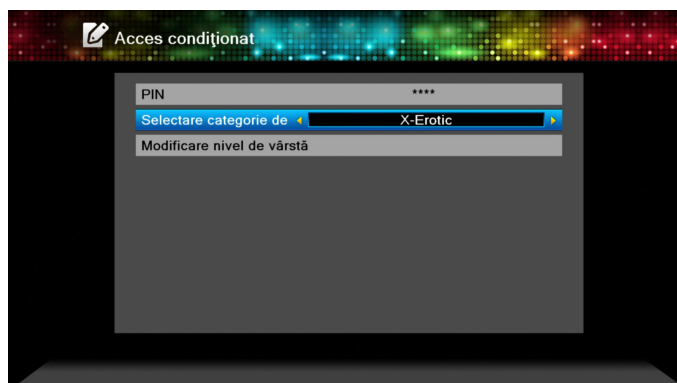 Acces condiţionat
PIN ****
Selectare categorie de X-Erotic
Modificare nivel de vârstă